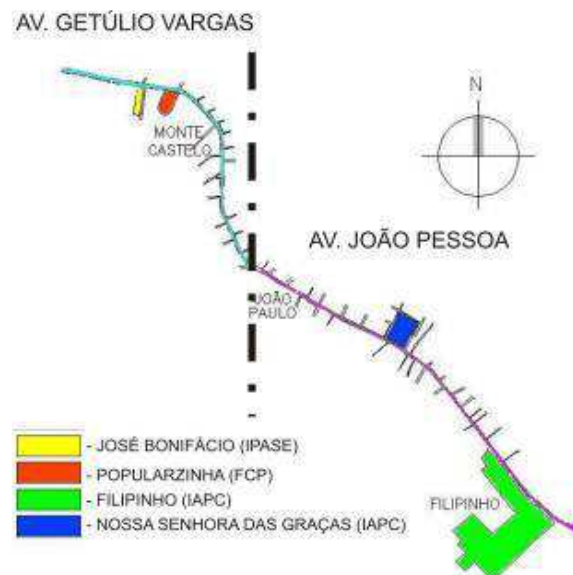 AV. GETÚLIO VARGAS
N
MONTE
CASTELO
AV. JOÃO PESSOA
JOÃO
PAULO
- JOSÉ BONIFÁCIO (IPASE)
- POPULARZINHA (FCP)
- FILIPINHO (IAPC)
- NOSSA SENHORA DAS GRAÇAS (IAPC)
FILIPINHO